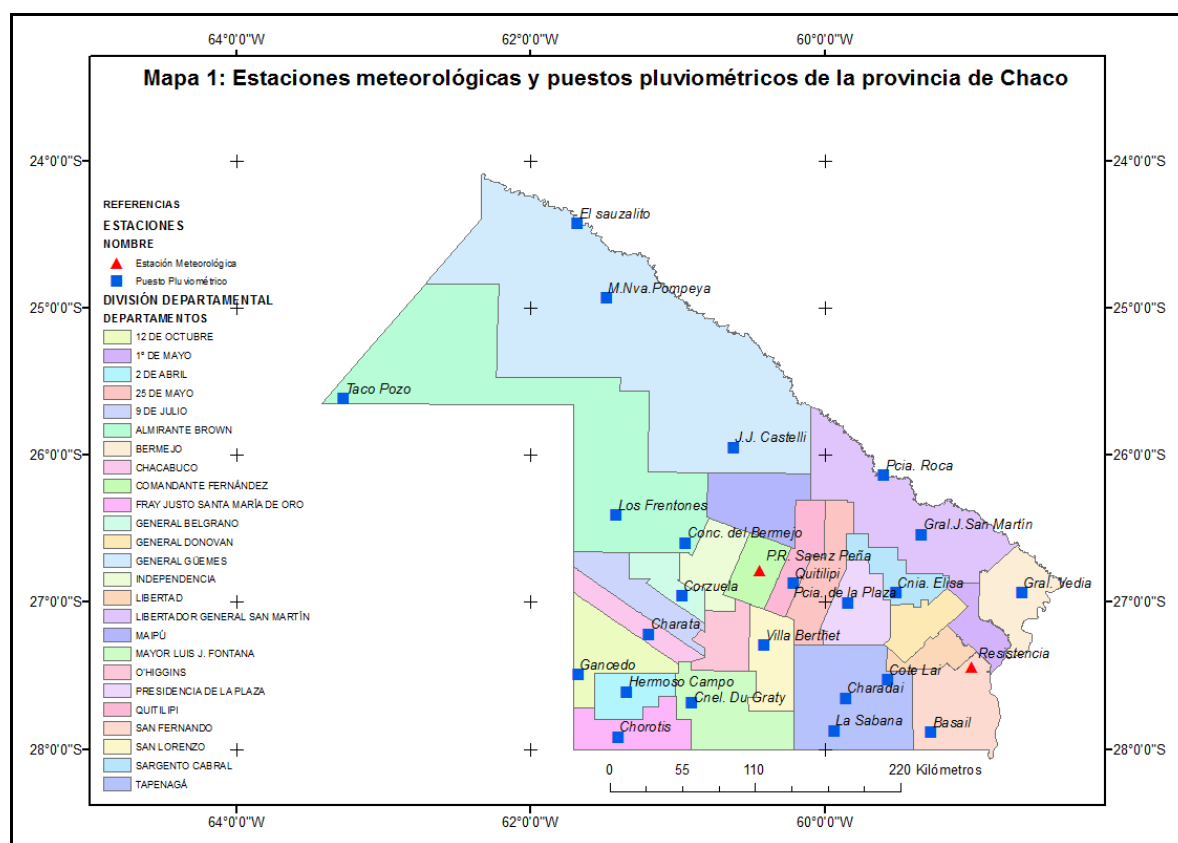 64°0'0"W 62°0'0"W 60°0'0"W
Mapa 1: Estaciones meteorológicas y puestos pluviométricos de la provincia de Chaco
24°0'0"S 24°0'0"S
REFERENCIAS
ESTACIONES
NOMBRE
Estación Meteorológica
Puesto Pluviométrico
DIVISIÓN DEPARTAMENTAL
DEPARTAMENTOS
12 DE OCTUBRE
1° DE MAYO
2 DE ABRIL
25 DE MAYO
9 DE JULIO
ALMIRANTE BROWN
BERMEJO
CHACABUCO
COMANDANTE FERNÁNDEZ
FRAY JUSTO SANTA MARÍA DE ORO
GENERAL BELGRANO
GENERAL DONOVAN
GENERAL GÜEMES
INDEPENDENCIA
LIBERTAD
LIBERTADOR GENERAL SAN MARTÍN
MAIPÚ
MAYOR LUIS J. FONTANA
O'HIGGINS
PRESIDENCIA DE LA PLAZA
QUITILIPI
SAN FERNANDO
SAN LORENZO
SARGENTO CABRAL
TAPENAGÁ
El sauzalito
M.Nva.Pompeya
25°0'0"S 25°0'0"S
Taco Pozo
J.J. Castelli
26°0'0"S 26°0'0"S
Pcia. Roca
Los Frentones
Conc. del Bermejo
Gral.J.San Martín
P.R. Saenz Peña
Quitilipi
Corzuela
Pcia. de la Plaza
Cnia. Elisa
Gral. Vedia
27°0'0"S 27°0'0"S
Charata
Villa Berthet
Resistencia
Gancedo
Hermoso Campo
Cnel. Du Graty
Cote Lai
Charadai
Chorotis
La Sabana
Basail
28°0'0"S 28°0'0"S
0 55 110 220 Kilómetros
64°0'0"W 62°0'0"W 60°0'0"W